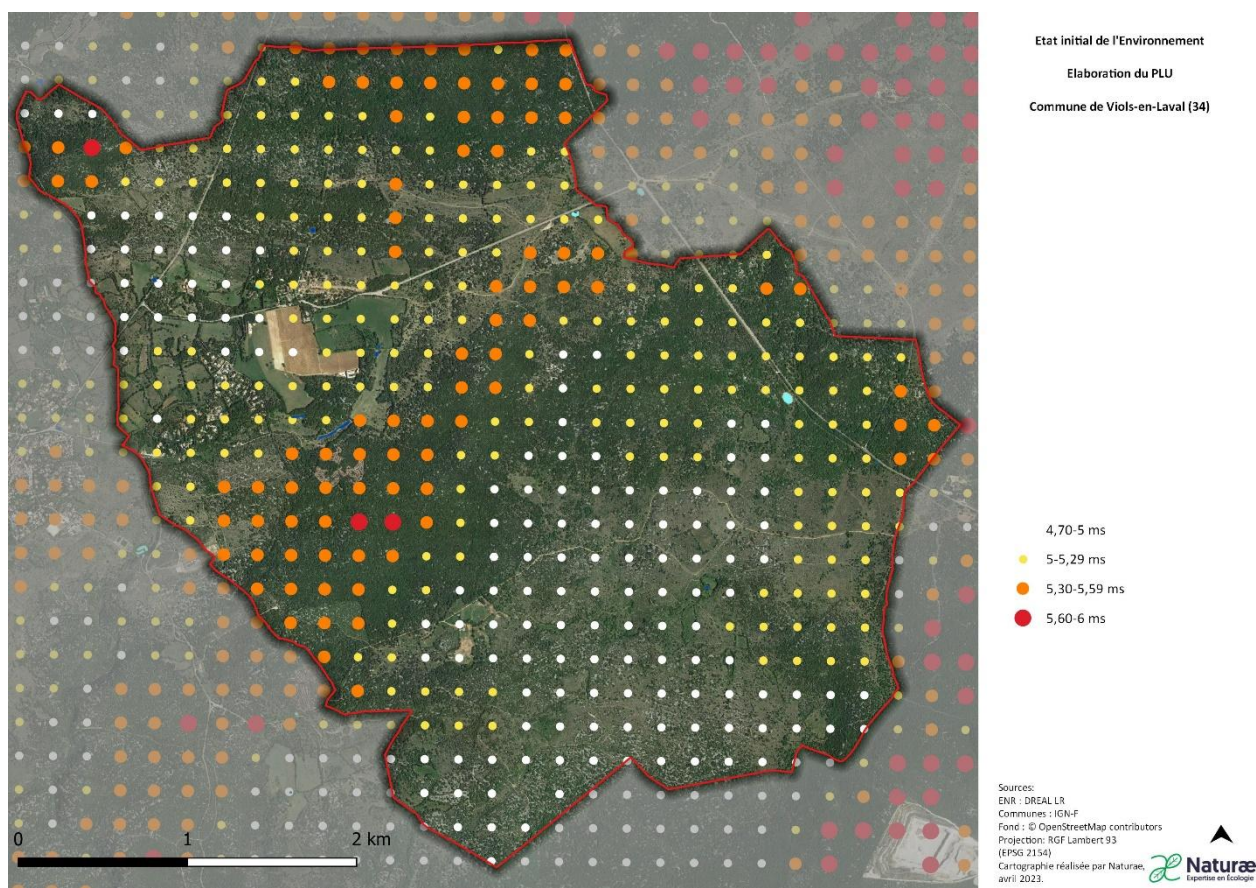 Etat initial de l'Environnement
Elaboration du PLU
Commune de Viols-en-Laval (34)
4,70-5 ms
5-5,29 ms
5,30-5,59 ms
5,60-6 ms
0 1 2 km
Sources:
ENR : DREAL LR
Communes : IGN-F
Fond : © OpenStreetMap contributors
Projection: RGF Lambert 93
(EPSG 2154)
Cartographie réalisée par Naturae,
avril 2023.
Naturæ
Expertise en Écologie